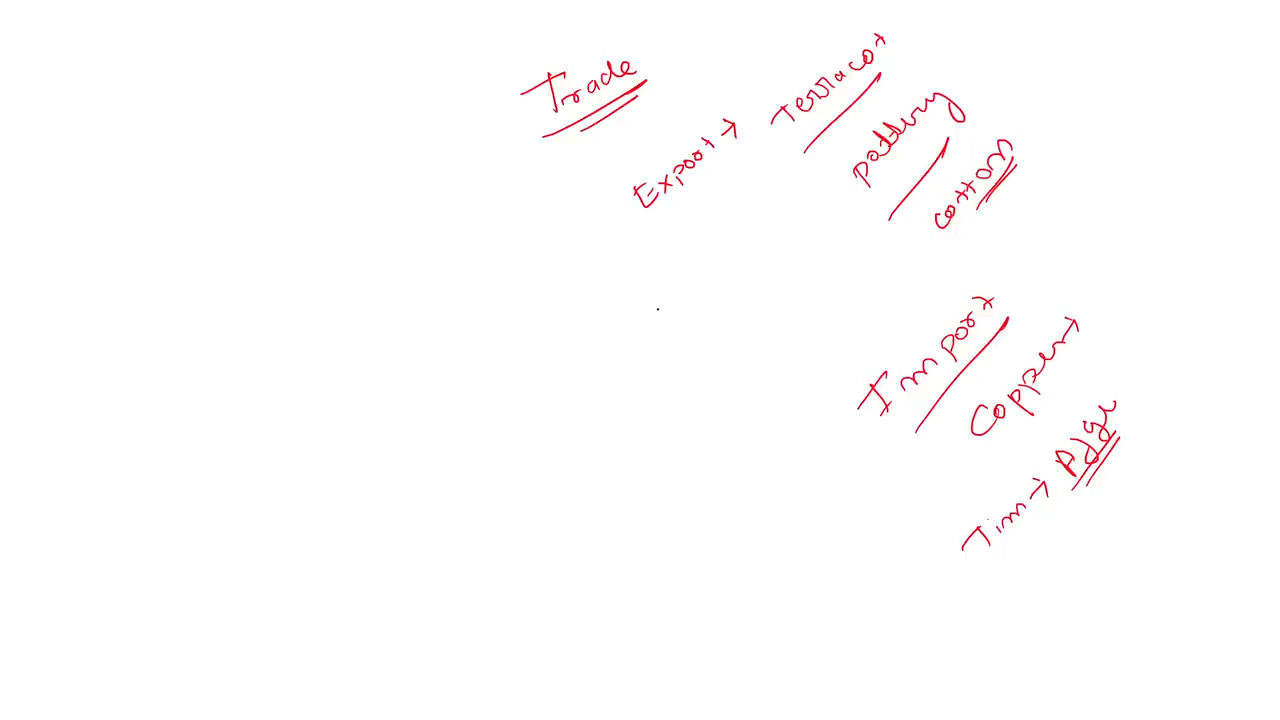 Trade
Export → Terracot
pottery
cotton
Import
Copper →
Tin →